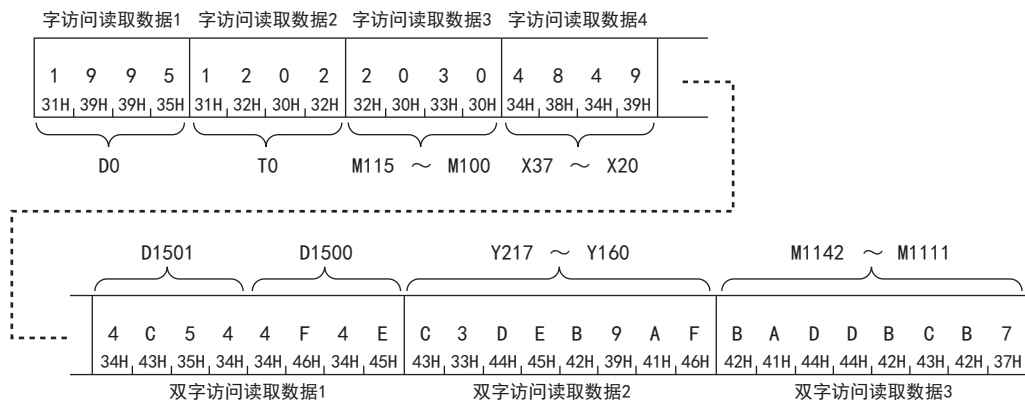 字访问读取数据1 字访问读取数据2 字访问读取数据3 字访问读取数据4
1 9 9 5 1 2 0 2 2 0 3 0 4 8 4 9
31H 39H 39H 35H 31H 32H 30H 32H 32H 30H 33H 30H 34H 38H 34H 39H
D0 T0 M115 ～ M100 X37 ～ X20
D1501 D1500 Y217 ～ Y160 M1142 ～ M1111
4 C 5 4 4 F 4 E C 3 D E B 9 A F B A D D B C B 7
34H 43H 35H 34H 34H 46H 34H 45H 43H 33H 44H 45H 42H 39H 41H 46H 42H 41H 44H 44H 42H 43H 42H 37H
双字访问读取数据1 双字访问读取数据2 双字访问读取数据3